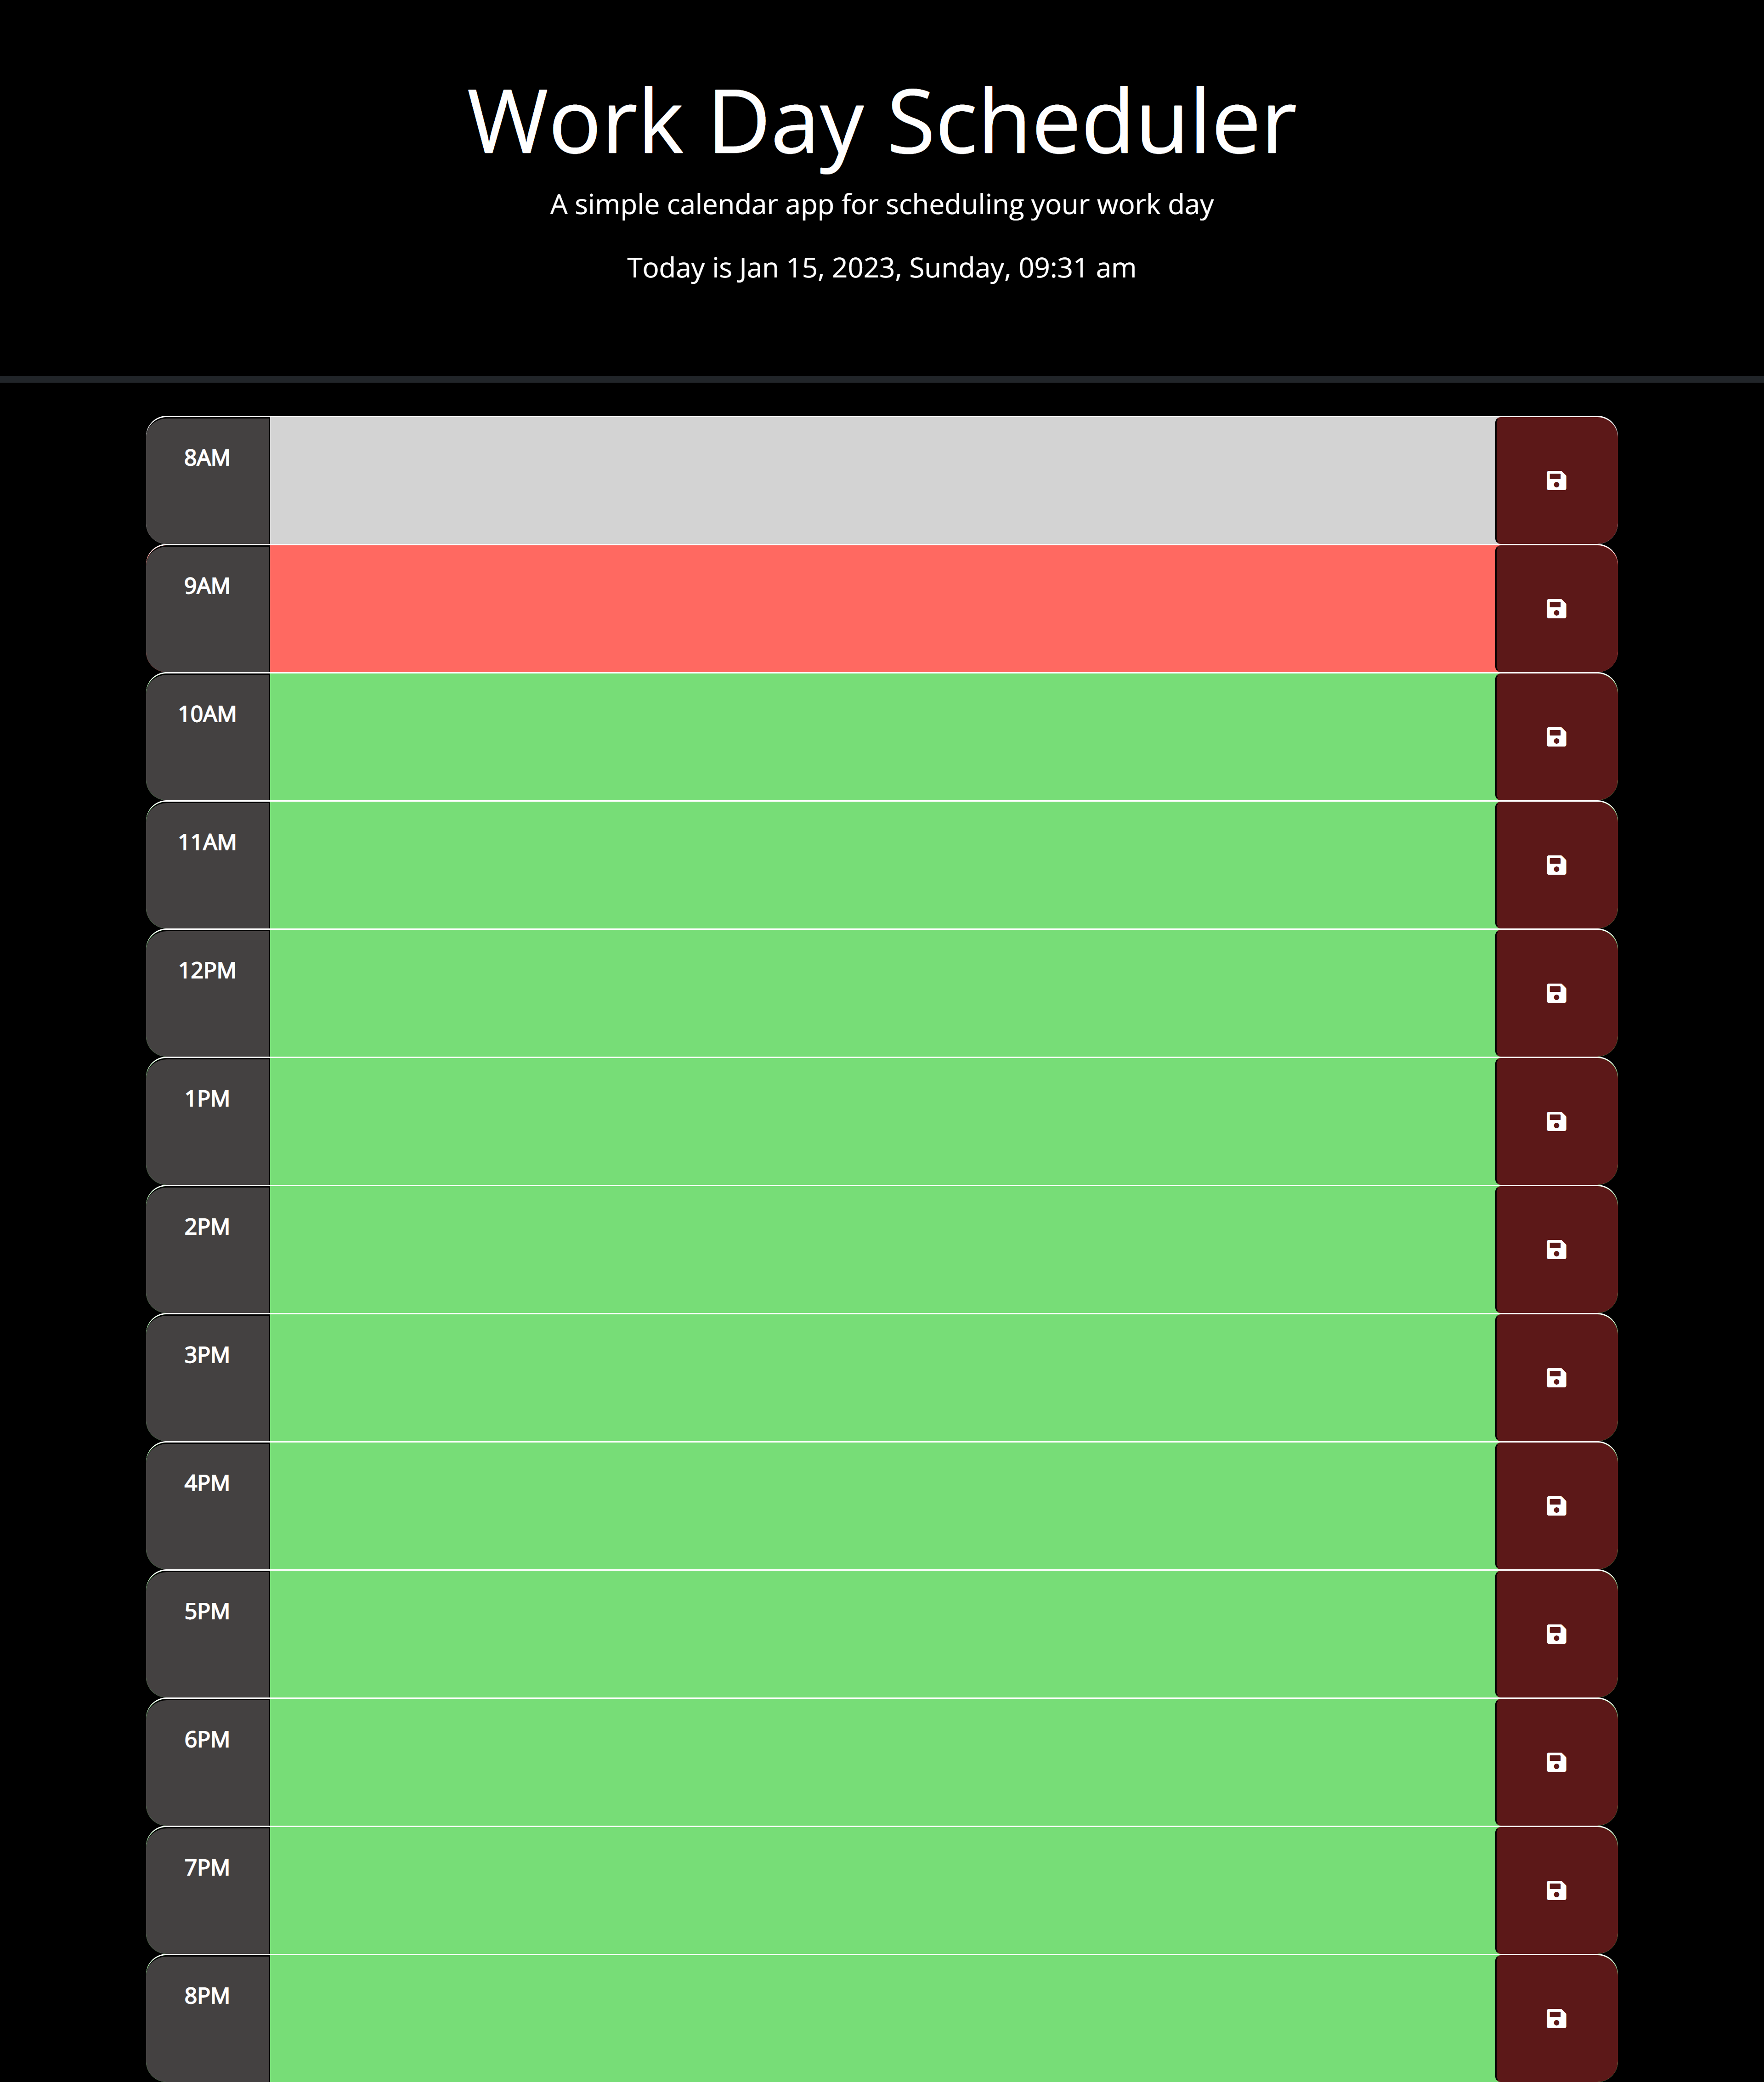 Work Day Scheduler
A simple calendar app for scheduling your work day
Today is Jan 15, 2023, Sunday, 09:31 am
8AM
9AM
10AM
11AM
12PM
1PM
2PM
3PM
4PM
5PM
6PM
7PM
8PM